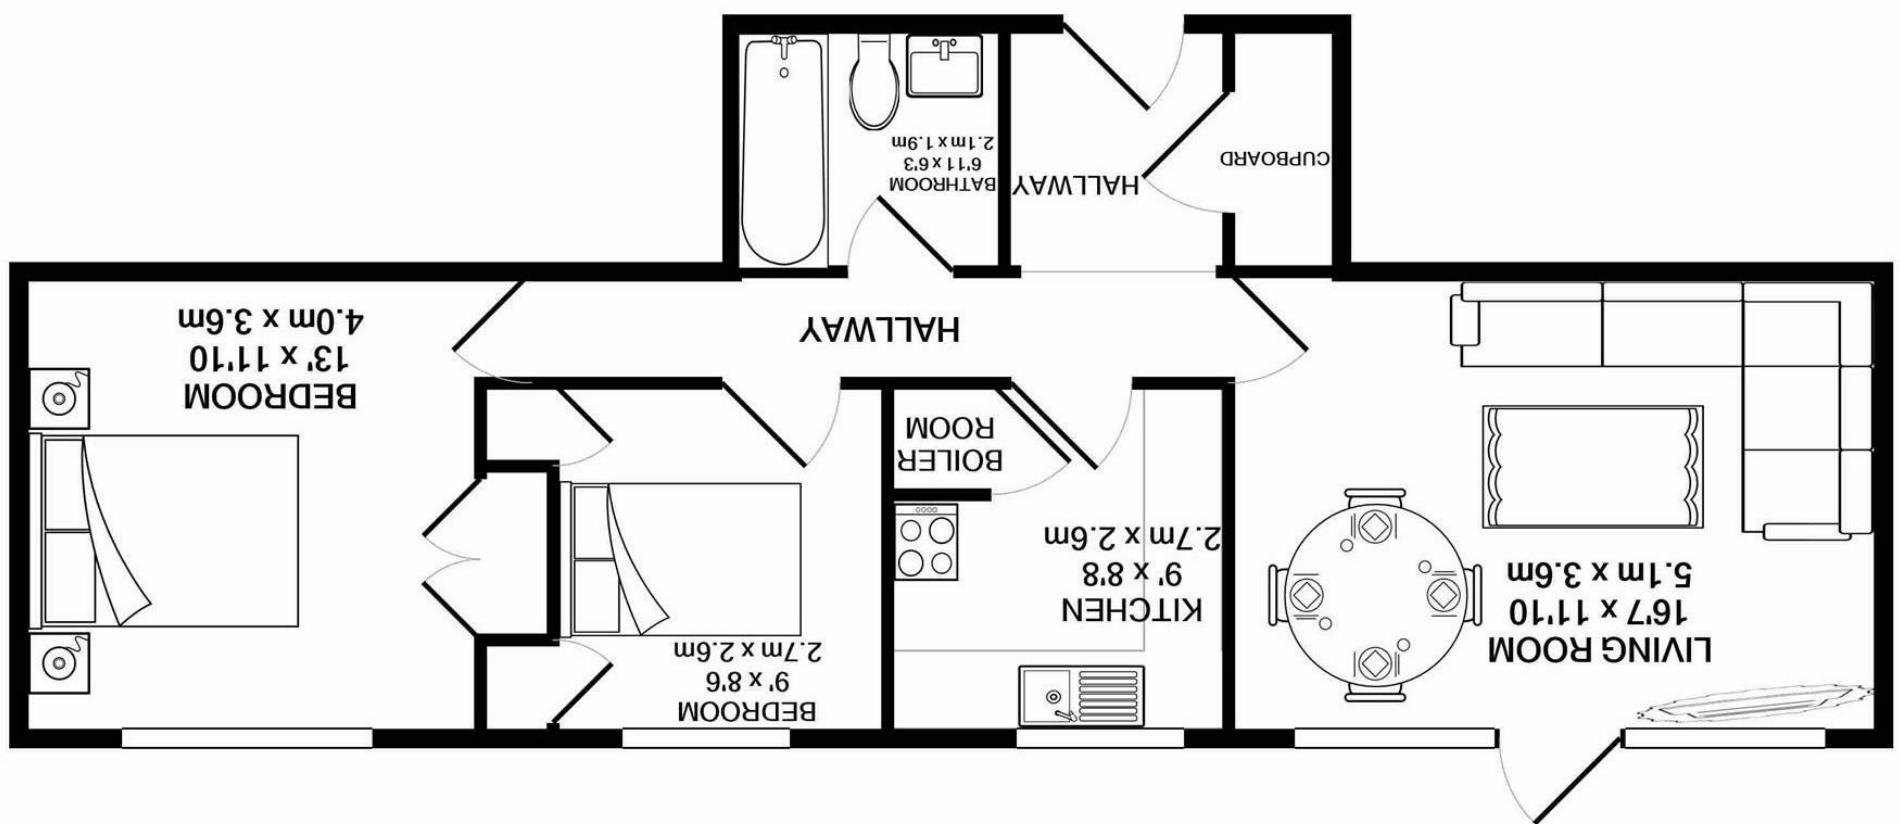 LIVING ROOM
16'7 x 11'10
5.1m x 3.6m
KITCHEN
9' x 8'8
2.7m x 2.6m
BOILER
ROOM
BEDROOM
9' x 8'6
2.7m x 2.6m
BEDROOM
13' x 11'10
4.0m x 3.6m
HALLWAY
CUPBOARD
HALLWAY
BATHROOM
6'11 x 6'3
2.1m x 1.9m